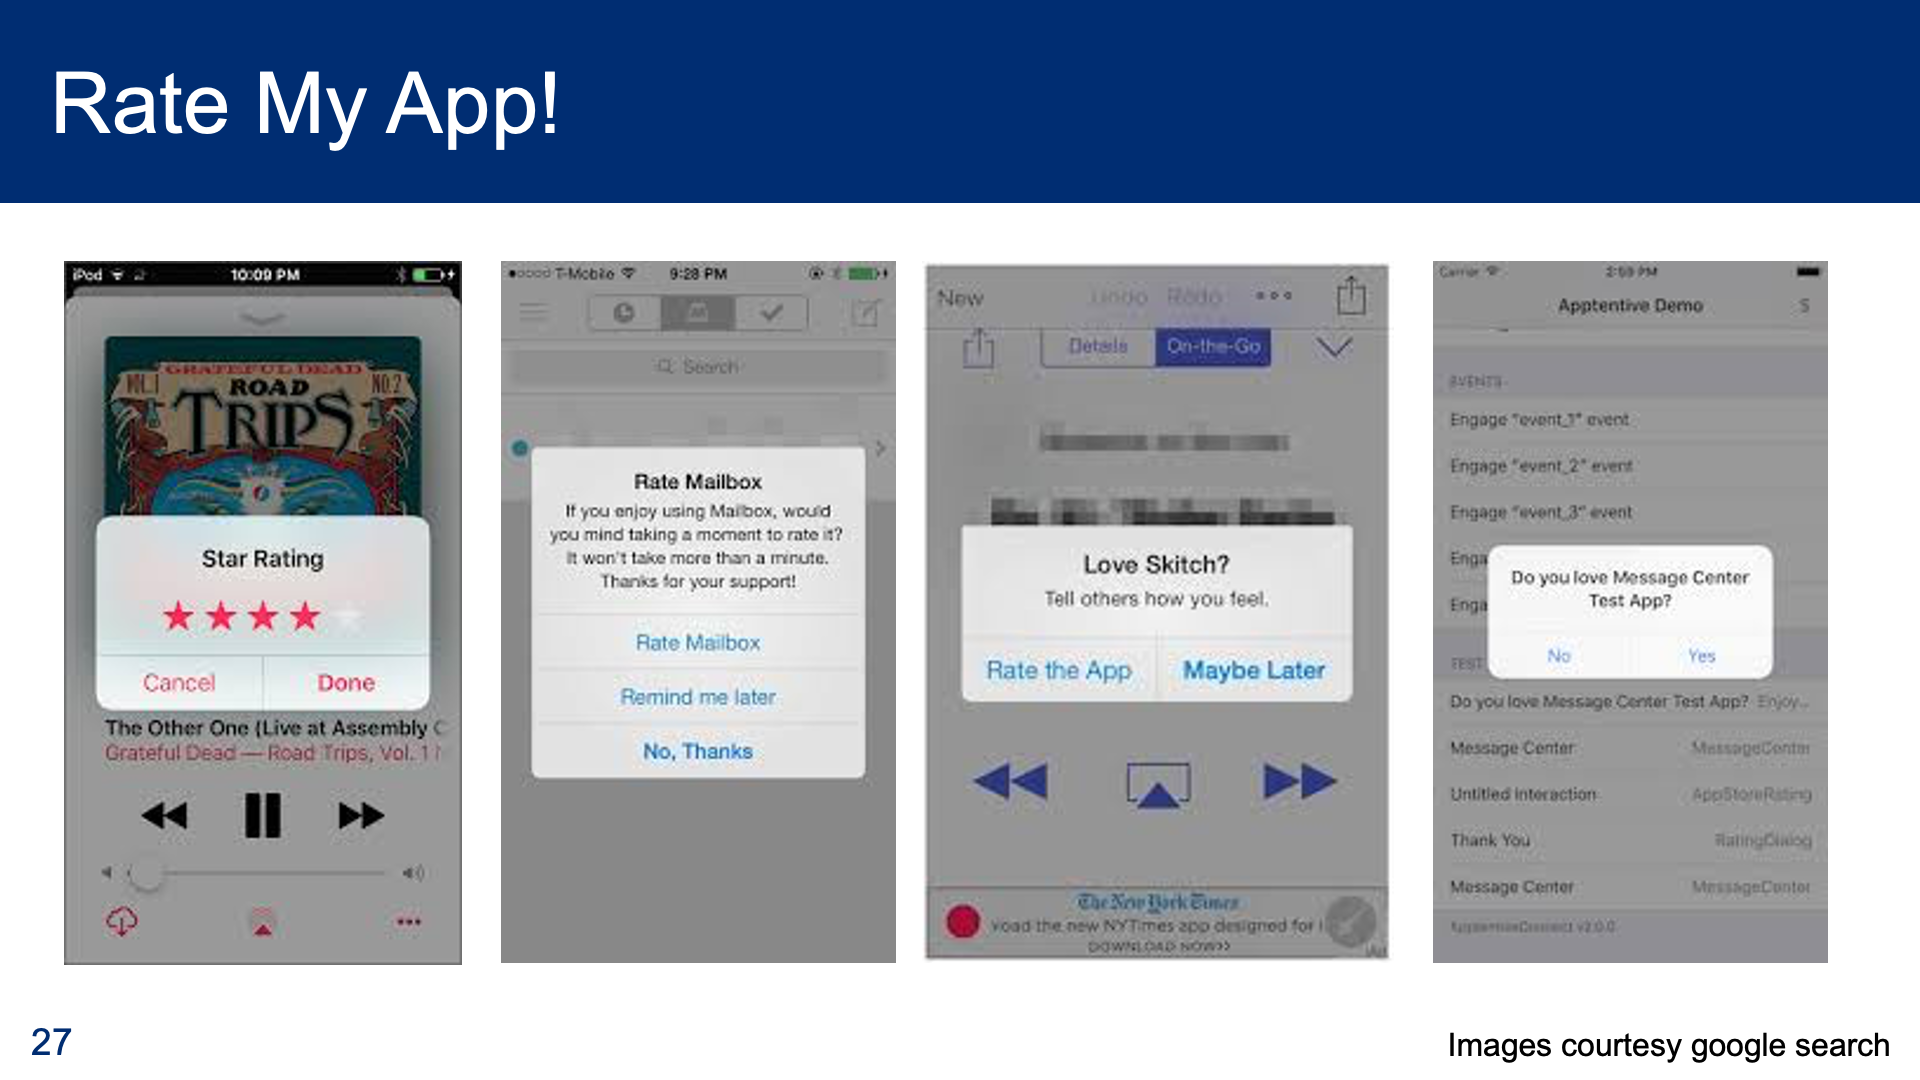 Rate My App!
iPod
10:09 PM
GRATEFUL DEAD
VOL.1
ROAD
NO.2
TRIPS
Star Rating
Cancel
Done
The Other One (Live at Assembly C
Grateful Dead — Road Trips, Vol. 1 N
T-Mobile
9:28 PM
Search
Rate Mailbox
If you enjoy using Mailbox, would
you mind taking a moment to rate it?
It won't take more than a minute.
Thanks for your support!
Rate Mailbox
Remind me later
No, Thanks
New
Undo
Redo
Details
On-the-Go
Love Skitch?
Tell others how you feel.
Rate the App
Maybe Later
The New York Times
the new NYTimes app designed for i
DOWNLOAD NOW>>
iAd
Carrier
2:59 PM
Apptentive Demo
S
EVENTS
Engage "event_1" event
Engage "event_2" event
Engage "event_3" event
Enga
Enga
Do you love Message Center
Test App?
No
Yes
TEST
Do you love Message Center Test App? Enjoy...
Message Center MessageCenter
Untitled Interaction AppStoreRating
Thank You RatingDialog
Message Center MessageCenter
ApptentiveConnect v2.0.0
27
Images courtesy google search